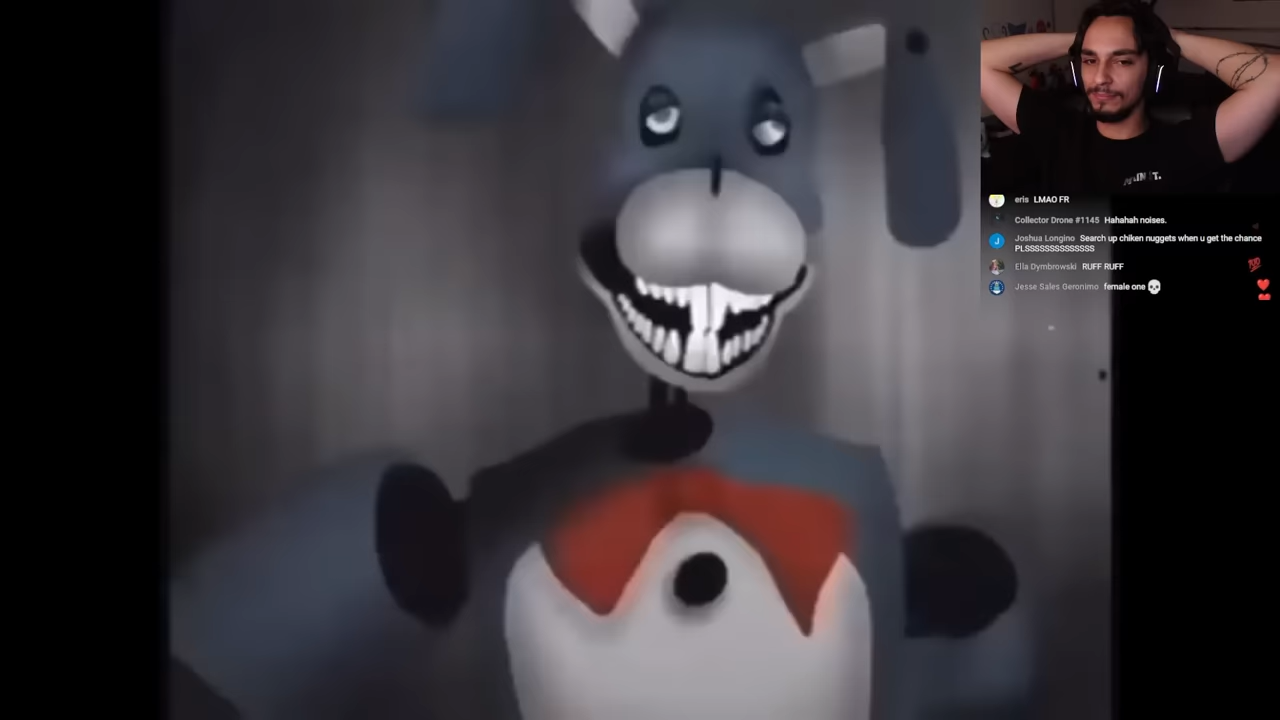 eris LMAO FR
Collector Drone #1145 Hahahah noises.
J Joshua Longino Search up chiken nuggets when u get the chance
PLSSSSSSSSSSSSS
Ella Dymbrowski RUFF RUFF
💯
Jesse Sales Geronimo female one 💀